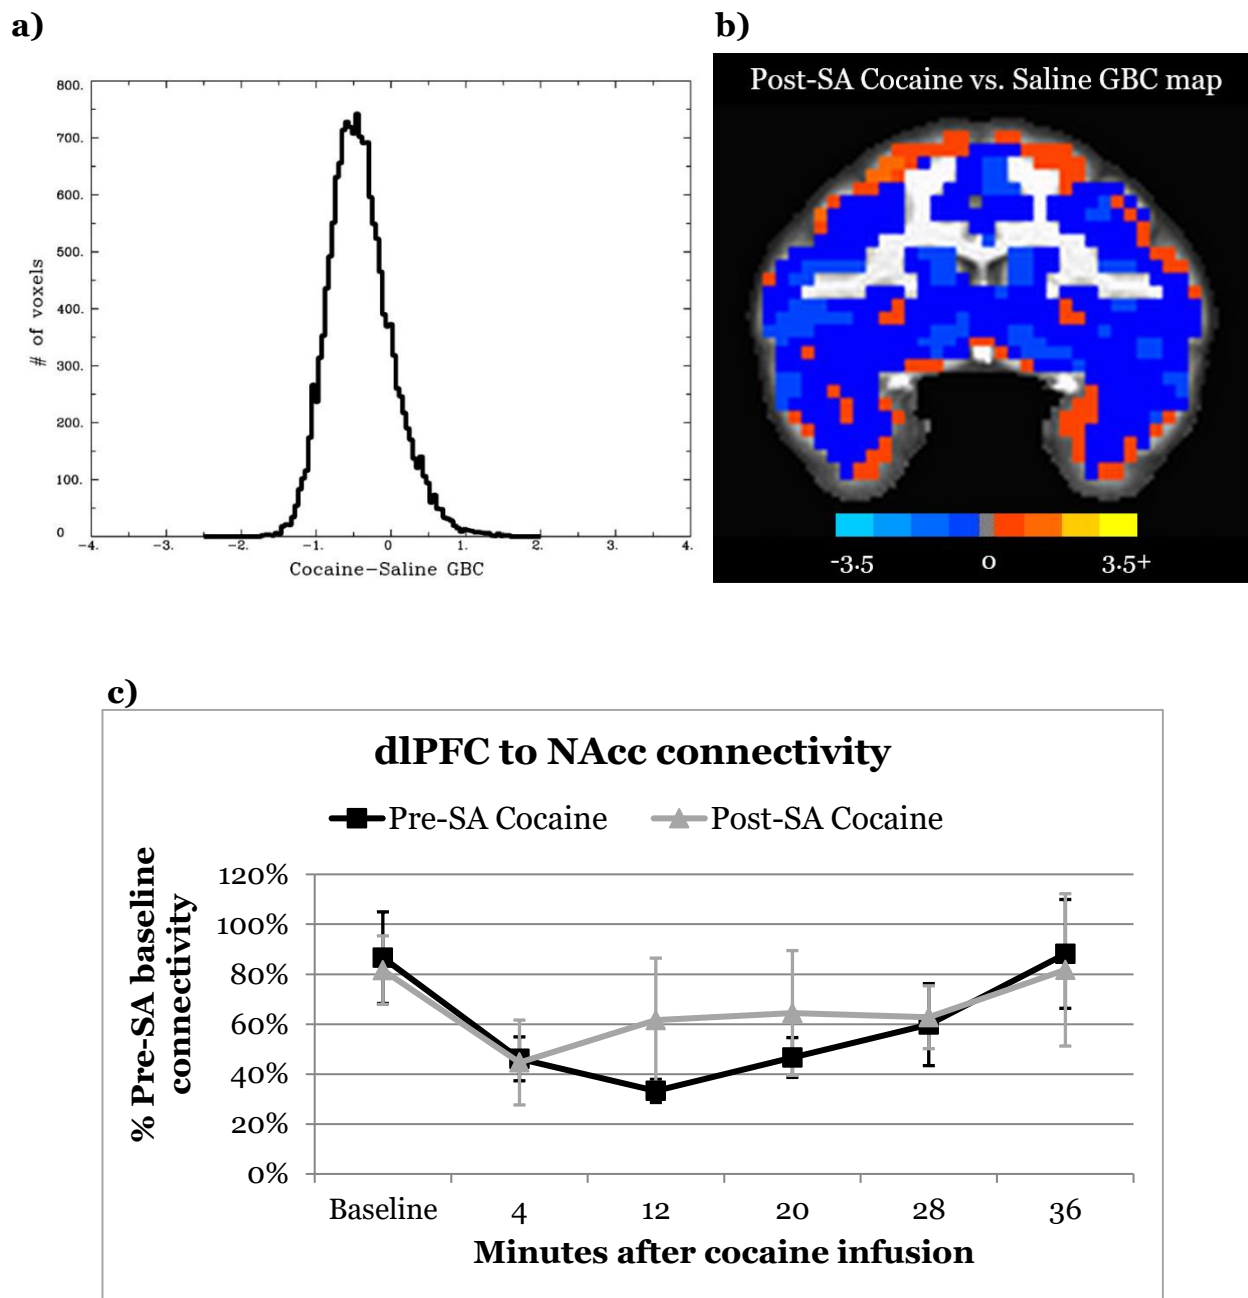 a)
b)
800.
700.
600.
500.
400.
300.
200.
100.
0
# of voxels
-4.
-3.
-2.
-1.
0
1.
2.
3.
4.
Cocaine-Saline GBC
Post-SA Cocaine vs. Saline GBC map
-3.5
0
3.5+
c)
dlPFC to NAcc connectivity
Pre-SA Cocaine
Post-SA Cocaine
% Pre-SA baseline
connectivity
120%
100%
80%
60%
40%
20%
0%
Baseline
4
12
20
28
36
Minutes after cocaine infusion